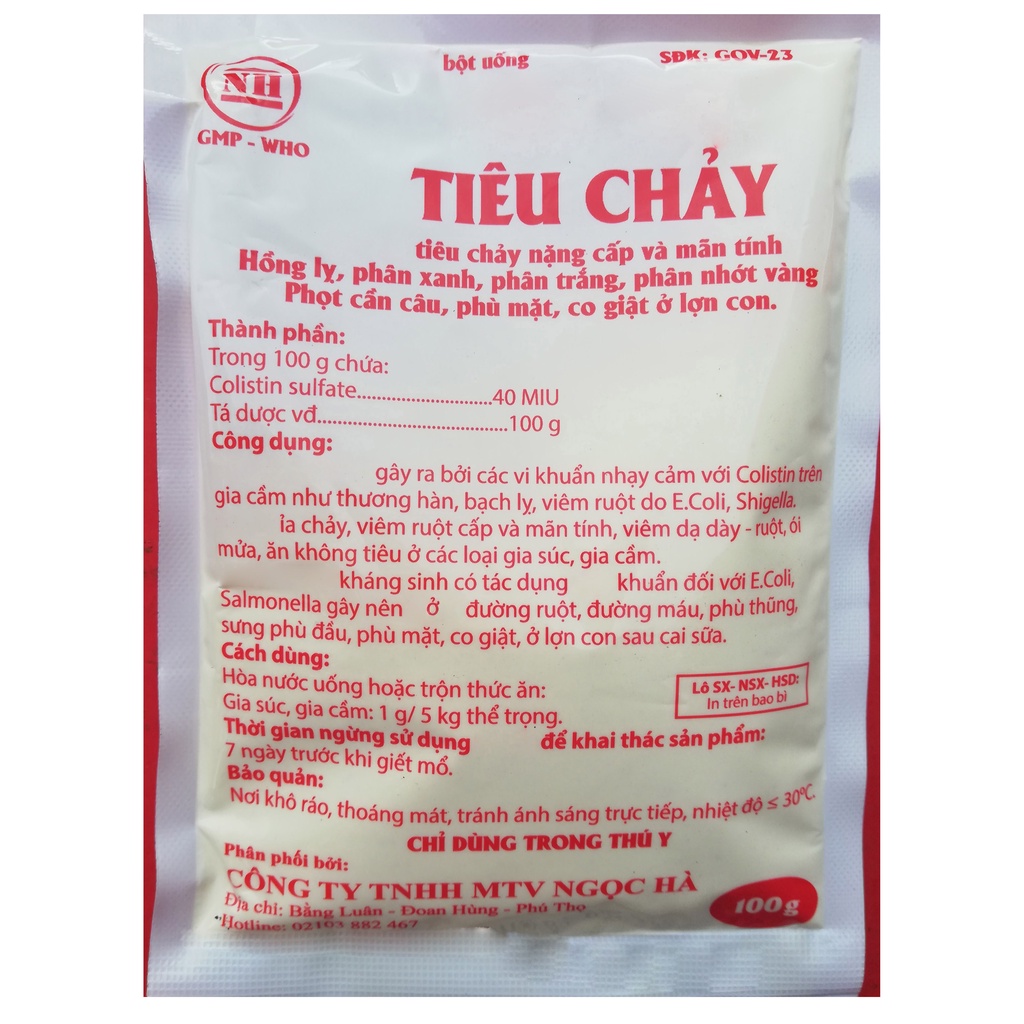 NH
GMP - WHO
bột uống
SĐK: GOV-23
TIÊU CHẢY
tiêu chảy nặng cấp và mãn tính
Hồng lỵ, phân xanh, phân trắng, phân nhớt vàng
Phọt cần câu, phù mặt, co giật ở lợn con.
Thành phần:
Trong 100 g chứa:
Colistin sulfate............................40 MIU
Tá dược vđ.......................................100 g
Công dụng:
gây ra bởi các vi khuẩn nhạy cảm với Colistin trên
gia cầm như thương hàn, bạch lỵ, viêm ruột do E.Coli, Shigella.
ỉa chảy, viêm ruột cấp và mãn tính, viêm dạ dày - ruột, ói
mửa, ăn không tiêu ở các loại gia súc, gia cầm.
kháng sinh có tác dụng khuẩn đối với E.Coli,
Salmonella gây nên ở đường ruột, đường máu, phù thũng,
sưng phù đầu, phù mặt, co giật, ở lợn con sau cai sữa.
Cách dùng:
Hòa nước uống hoặc trộn thức ăn:
Gia súc, gia cầm: 1 g/ 5 kg thể trọng.
Lô SX- NSX- HSD:
In trên bao bì
Thời gian ngừng sử dụng để khai thác sản phẩm:
7 ngày trước khi giết mổ.
Bảo quản:
Nơi khô ráo, thoáng mát, tránh ánh sáng trực tiếp, nhiệt độ ≤ 30ºC.
CHỈ DÙNG TRONG THÚ Y
Phân phối bởi:
CÔNG TY TNHH MTV NGỌC HÀ
Địa chỉ: Bằng Luân - Đoan Hùng - Phú Thọ
Hotline: 02103 882 467
100g